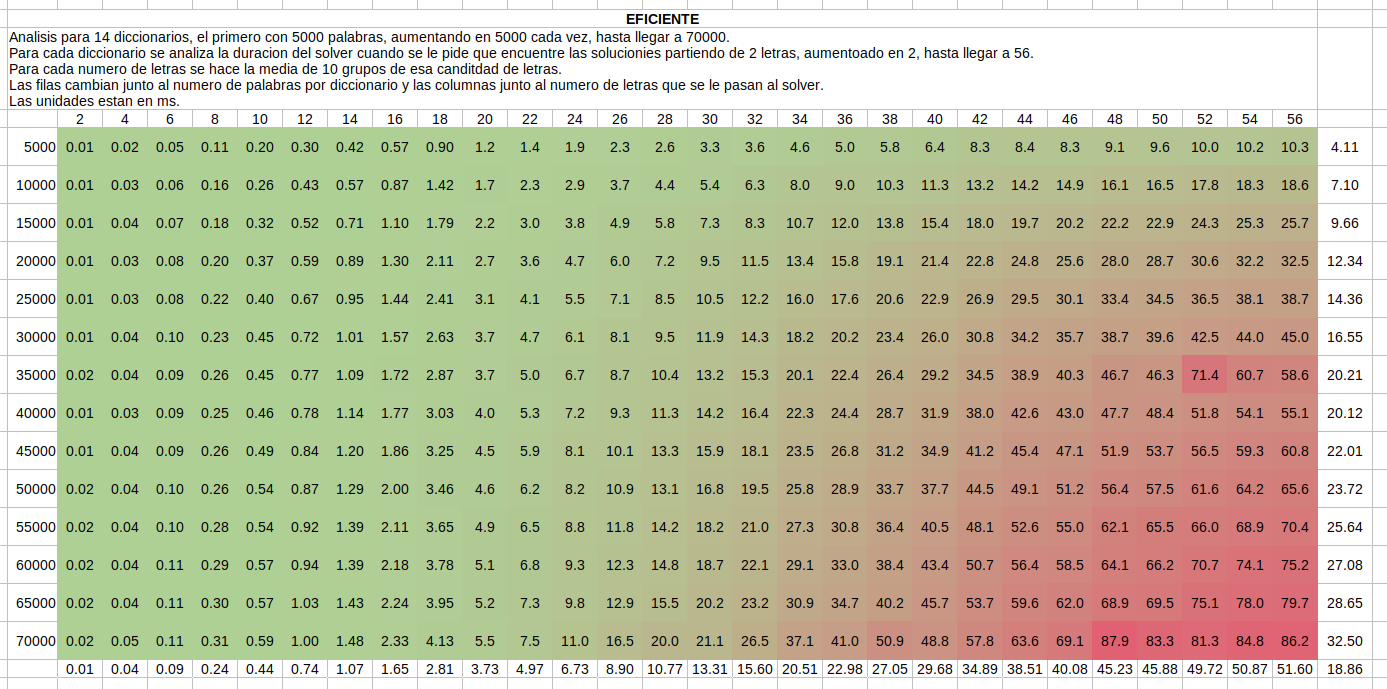 EFICIENTE
Analisis para 14 diccionarios, el primero con 5000 palabras, aumentando en 5000 cada vez, hasta llegar a 70000.
Para cada diccionario se analiza la duracion del solver cuando se le pide que encuentre las solucionies partiendo de 2 letras, aumentoado en 2, hasta llegar a 56.
Para cada numero de letras se hace la media de 10 grupos de esa canditdad de letras.
Las filas cambian junto al numero de palabras por diccionario y las columnas junto al numero de letras que se le pasan al solver.
Las unidades estan en ms.
2 4 6 8 10 12 14 16 18 20 22 24 26 28 30 32 34 36 38 40 42 44 46 48 50 52 54 56
5000 0.01 0.02 0.05 0.11 0.20 0.30 0.42 0.57 0.90 1.2 1.4 1.9 2.3 2.6 3.3 3.6 4.6 5.0 5.8 6.4 8.3 8.4 8.3 9.1 9.6 10.0 10.2 10.3 4.11
10000 0.01 0.03 0.06 0.16 0.26 0.43 0.57 0.87 1.42 1.7 2.3 2.9 3.7 4.4 5.4 6.3 8.0 9.0 10.3 11.3 13.2 14.2 14.9 16.1 16.5 17.8 18.3 18.6 7.10
15000 0.01 0.04 0.07 0.18 0.32 0.52 0.71 1.10 1.79 2.2 3.0 3.8 4.9 5.8 7.3 8.3 10.7 12.0 13.8 15.4 18.0 19.7 20.2 22.2 22.9 24.3 25.3 25.7 9.66
20000 0.01 0.03 0.08 0.20 0.37 0.59 0.89 1.30 2.11 2.7 3.6 4.7 6.0 7.2 9.5 11.5 13.4 15.8 19.1 21.4 22.8 24.8 25.6 28.0 28.7 30.6 32.2 32.5 12.34
25000 0.01 0.03 0.08 0.22 0.40 0.67 0.95 1.44 2.41 3.1 4.1 5.5 7.1 8.5 10.5 12.2 16.0 17.6 20.6 22.9 26.9 29.5 30.1 33.4 34.5 36.5 38.1 38.7 14.36
30000 0.01 0.04 0.10 0.23 0.45 0.72 1.01 1.57 2.63 3.7 4.7 6.1 8.1 9.5 11.9 14.3 18.2 20.2 23.4 26.0 30.8 34.2 35.7 38.7 39.6 42.5 44.0 45.0 16.55
35000 0.02 0.04 0.09 0.26 0.45 0.77 1.09 1.72 2.87 3.7 5.0 6.7 8.7 10.4 13.2 15.3 20.1 22.4 26.4 29.2 34.5 38.9 40.3 46.7 46.3 71.4 60.7 58.6 20.21
40000 0.01 0.03 0.09 0.25 0.46 0.78 1.14 1.77 3.03 4.0 5.3 7.2 9.3 11.3 14.2 16.4 22.3 24.4 28.7 31.9 38.0 42.6 43.0 47.7 48.4 51.8 54.1 55.1 20.12
45000 0.01 0.04 0.09 0.26 0.49 0.84 1.20 1.86 3.25 4.5 5.9 8.1 10.1 13.3 15.9 18.1 23.5 26.8 31.2 34.9 41.2 45.4 47.1 51.9 53.7 56.5 59.3 60.8 22.01
50000 0.02 0.04 0.10 0.26 0.54 0.87 1.29 2.00 3.46 4.6 6.2 8.2 10.9 13.1 16.8 19.5 25.8 28.9 33.7 37.7 44.5 49.1 51.2 56.4 57.5 61.6 64.2 65.6 23.72
55000 0.02 0.04 0.10 0.28 0.54 0.92 1.39 2.11 3.65 4.9 6.5 8.8 11.8 14.2 18.2 21.0 27.3 30.8 36.4 40.5 48.1 52.6 55.0 62.1 65.5 66.0 68.9 70.4 25.64
60000 0.02 0.04 0.11 0.29 0.57 0.94 1.39 2.18 3.78 5.1 6.8 9.3 12.3 14.8 18.7 22.1 29.1 33.0 38.4 43.4 50.7 56.4 58.5 64.1 66.2 70.7 74.1 75.2 27.08
65000 0.02 0.04 0.11 0.30 0.57 1.03 1.43 2.24 3.95 5.2 7.3 9.8 12.9 15.5 20.2 23.2 30.9 34.7 40.2 45.7 53.7 59.6 62.0 68.9 69.5 75.1 78.0 79.7 28.65
70000 0.02 0.05 0.11 0.31 0.59 1.00 1.48 2.33 4.13 5.5 7.5 11.0 16.5 20.0 21.1 26.5 37.1 41.0 50.9 48.8 57.8 63.6 69.1 87.9 83.3 81.3 84.8 86.2 32.50
0.01 0.04 0.09 0.24 0.44 0.74 1.07 1.65 2.81 3.73 4.97 6.73 8.90 10.77 13.31 15.60 20.51 22.98 27.05 29.68 34.89 38.51 40.08 45.23 45.88 49.72 50.87 51.60 18.86